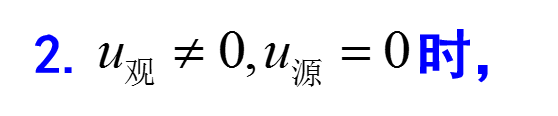 2. u观 ≠ 0, u源 = 0时，